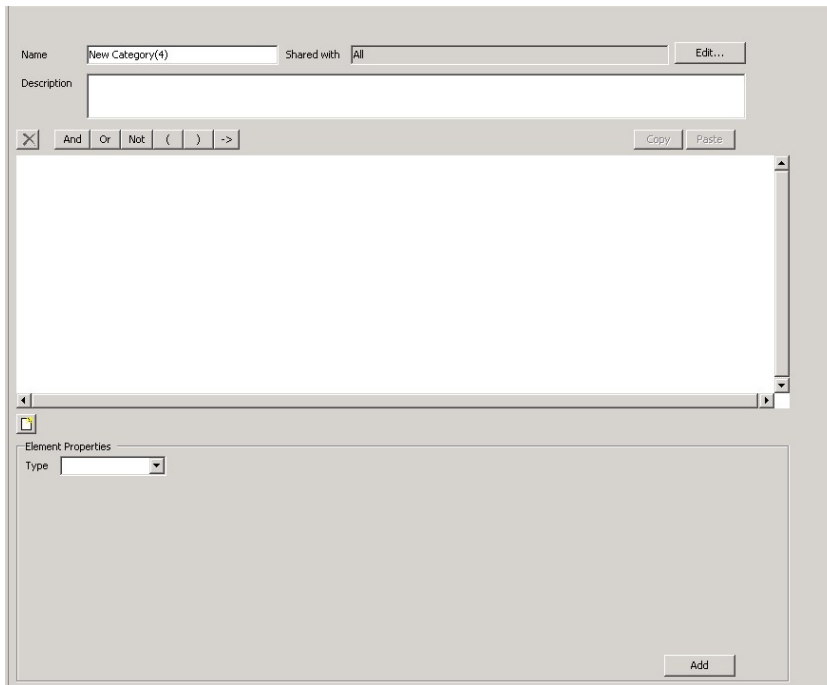 Name New Category(4) Shared with All Edit...
Description
And Or Not ( ) -> Copy Paste
Element Properties
Type
Add